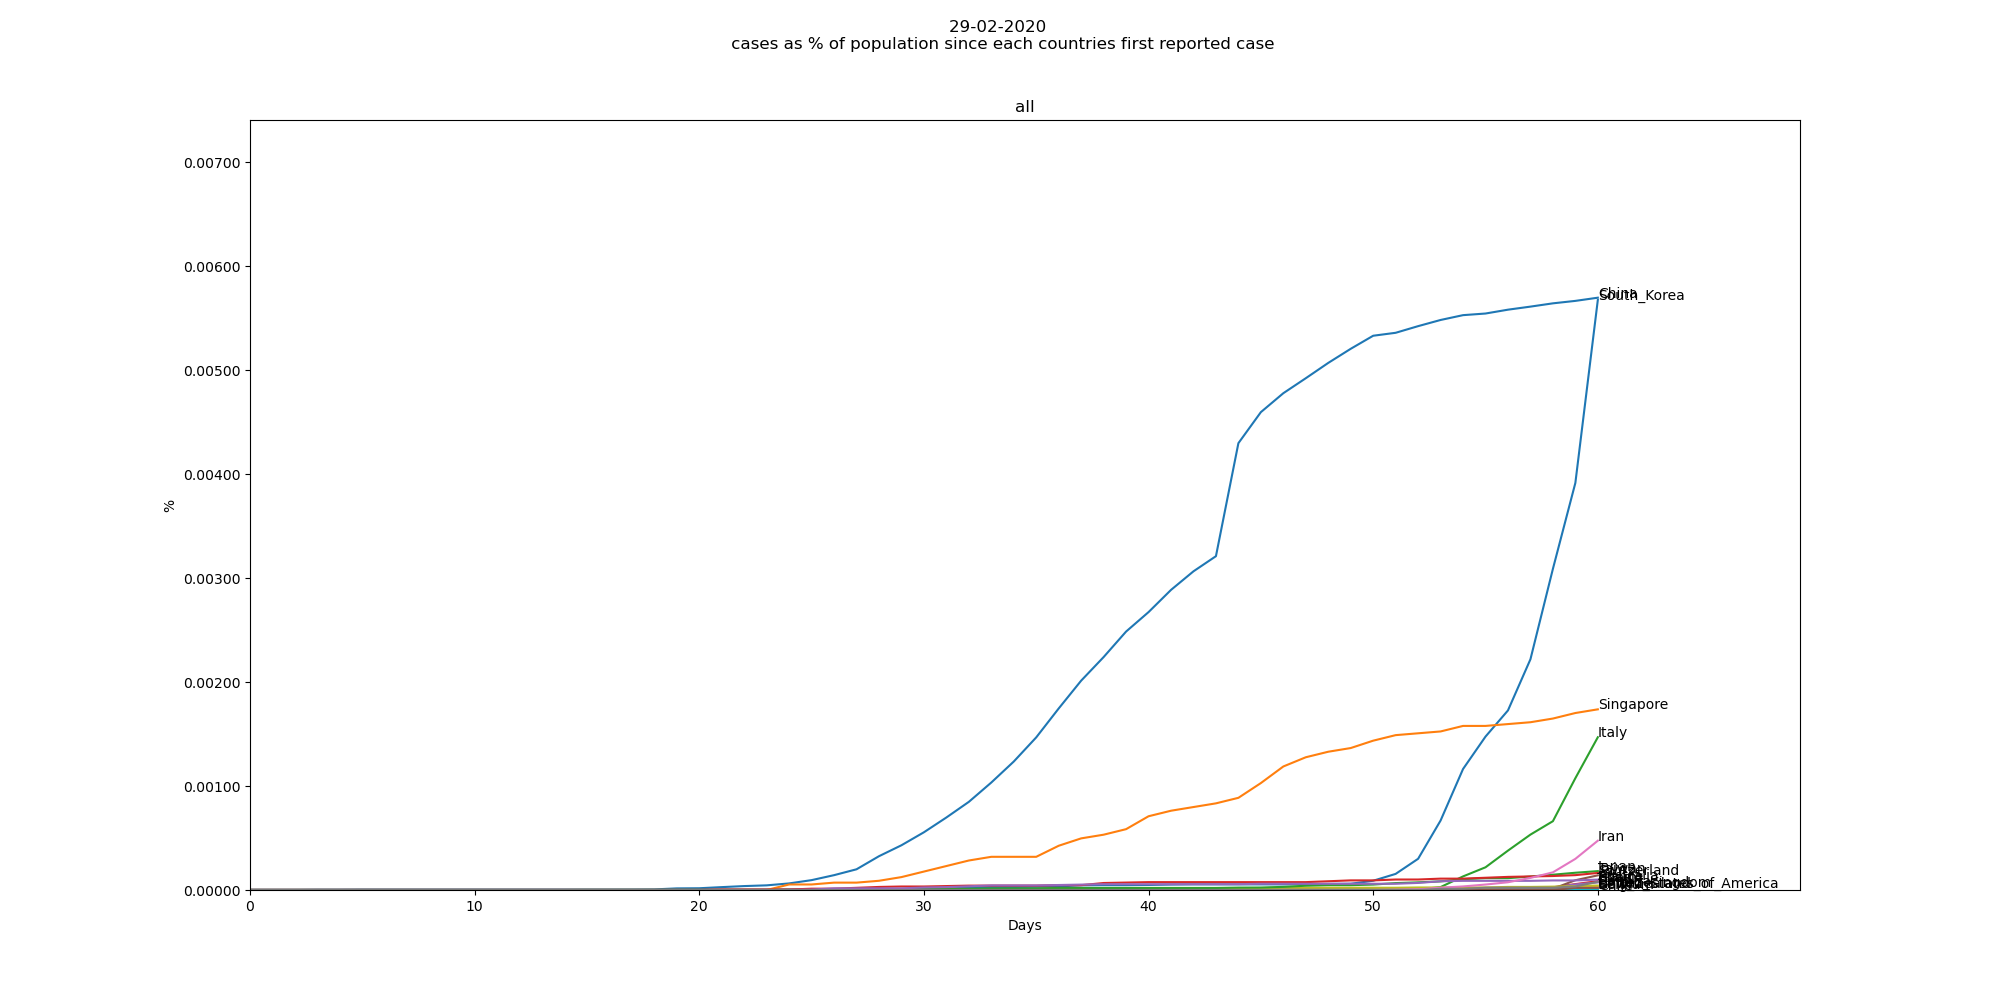 29-02-2020
cases as % of population since each countries first reported case
all
0.00700
0.00600
0.00500
0.00400
0.00300
0.00200
0.00100
0.00000
%
China
South_Korea
Singapore
Italy
Iran
of America
0 10 20 30 40 50 60
Days